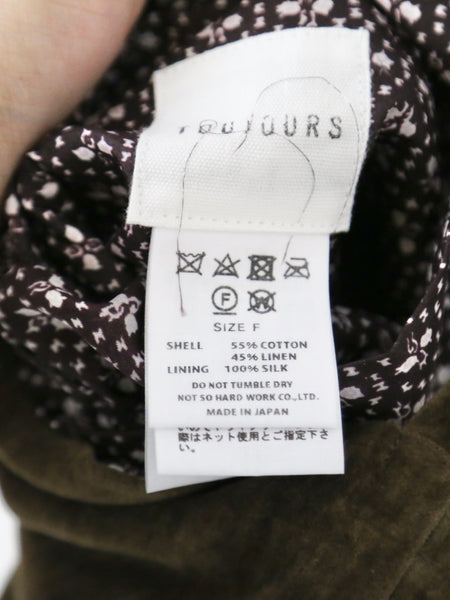 TOUJOURS
F W
SIZE F
SHELL 55% COTTON
45% LINEN
LINING 100% SILK
DO NOT TUMBLE DRY
NOT SO HARD WORK CO.,LTD.
MADE IN JAPAN
際はネット使用とご指定下さ
い。